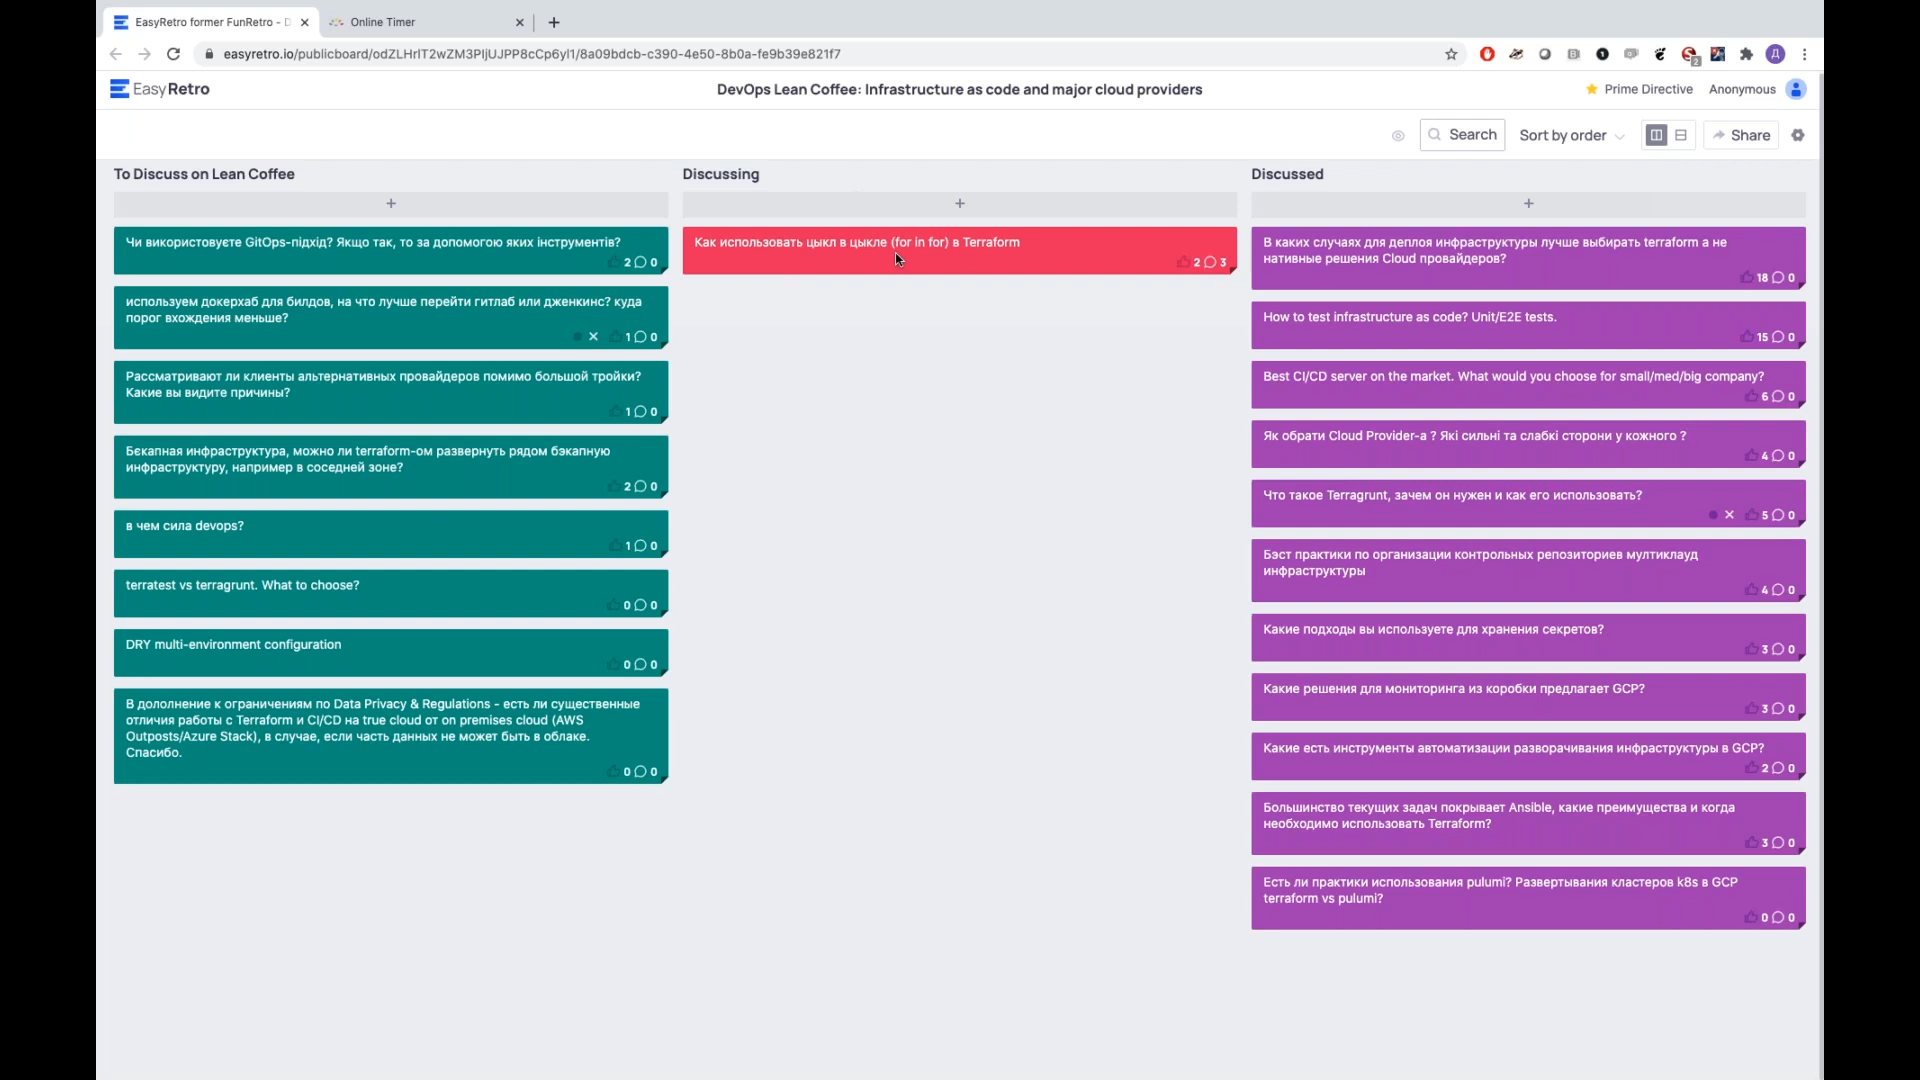 EasyRetro former FunRetro - D
Online Timer
easyretro.io/publicboard/odZLHrIT2wZM3PIjUJPP8cCp6yl1/8a09bdcb-c390-4e50-8b0a-fe9b39e821f7
EasyRetro
DevOps Lean Coffee: Infrastructure as code and major cloud providers
Prime Directive
Anonymous
Search
Sort by order
Share
To Discuss on Lean Coffee
+
Чи використовуєте GitOps-підхід? Якщо так, то за допомогою яких інструментів?
2 0
используем докерхаб для билдов, на что лучше перейти гитлаб или дженкинс? куда
порог вхождения меньше?
1 0
Рассматривают ли клиенты альтернативных провайдеров помимо большой тройки?
Какие вы видите причины?
1 0
Бєкапная инфраструктура, можно ли terraform-ом развернуть рядом бэкапную
инфраструктуру, например в соседней зоне?
2 0
в чем сила devops?
1 0
terratest vs terragrunt. What to choose?
0 0
DRY multi-environment configuration
0 0
В дололнение к ограничениям по Data Privacy & Regulations - есть ли существенные
отличия работы с Terraform и CI/CD на true cloud от on premises cloud (AWS
Outposts/Azure Stack), в случае, если часть данных не может быть в облаке.
Спасибо.
0 0
Discussing
+
Как использовать цыкл в цыкле (for in for) в Terraform
2 3
Discussed
+
В каких случаях для деплоя инфраструктуры лучше выбирать terraform а не
нативные решения Cloud провайдеров?
18 0
How to test infrastructure as code? Unit/E2E tests.
15 0
Best CI/CD server on the market. What would you choose for small/med/big company?
6 0
Як обрати Cloud Provider-а ? Які сильні та слабкі сторони у кожного ?
4 0
Что такое Terragrunt, зачем он нужен и как его использовать?
5 0
Бэст практики по организации контрольных репозиториев мултиклауд
инфраструктуры
4 0
Какие подходы вы используете для хранения секретов?
3 0
Какие решения для мониторинга из коробки предлагает GCP?
3 0
Какие есть инструменты автоматизации разворачивания инфраструктуры в GCP?
2 0
Большинство текущих задач покрывает Ansible, какие преимущества и когда
необходимо использовать Terraform?
3 0
Есть ли практики использования pulumi? Развертывания кластеров k8s в GCP
terraform vs pulumi?
0 0